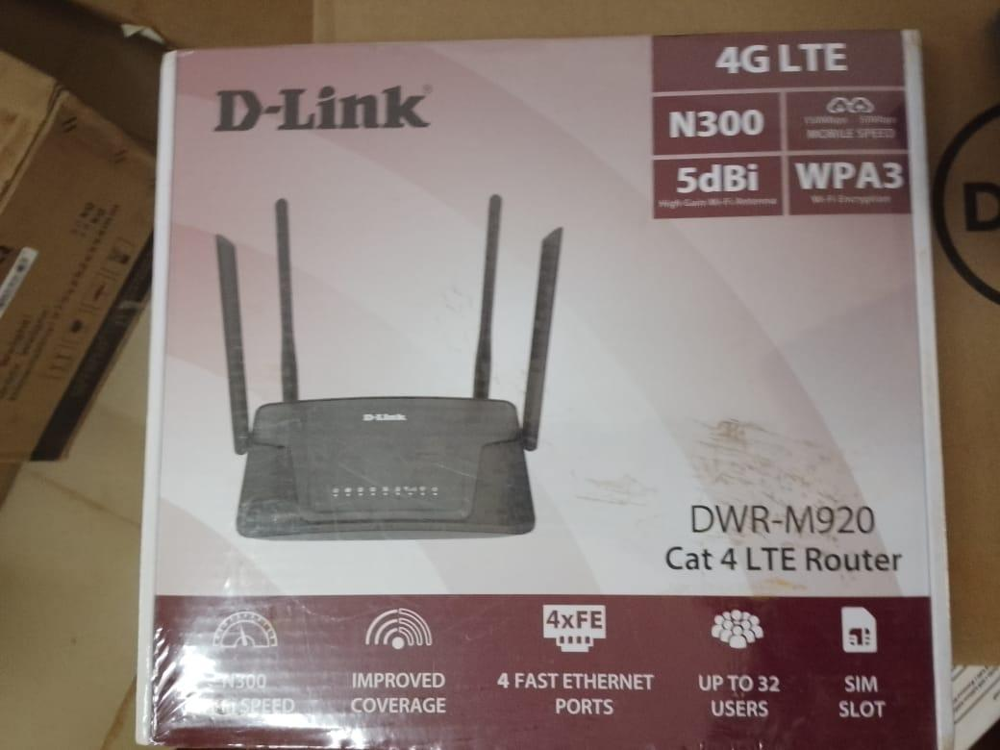 D-Link®
4G LTE
N300
150Mbps 50Mbps
MOBILE SPEED
5dBi
High Gain Wi-Fi Antenna
WPA3
Wi-Fi Encryption
D-Link
DWR-M920
Cat 4 LTE Router
N300
SPEED
IMPROVED
COVERAGE
4xFE
4 FAST ETHERNET
PORTS
UP TO 32
USERS
SIM
SLOT
D